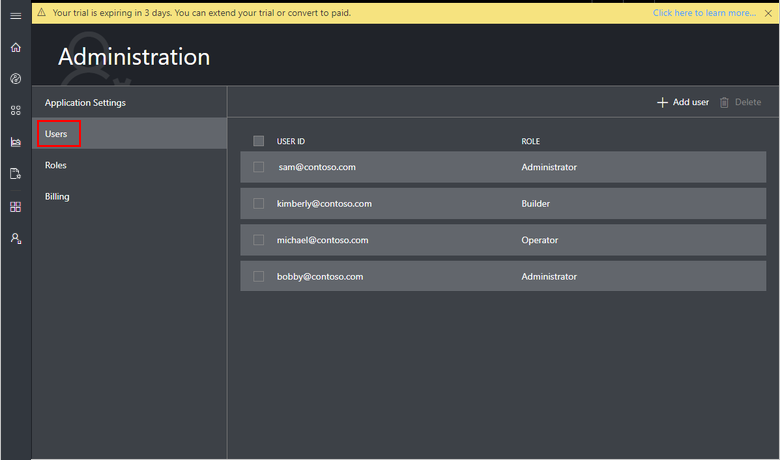 Your trial is expiring in 3 days. You can extend your trial or convert to paid. Click here to learn more...
Administration
Application Settings
Users
Roles
Billing
Add user Delete
USER ID ROLE
sam@contoso.com Administrator
kimberly@contoso.com Builder
michael@contoso.com Operator
bobby@contoso.com Administrator